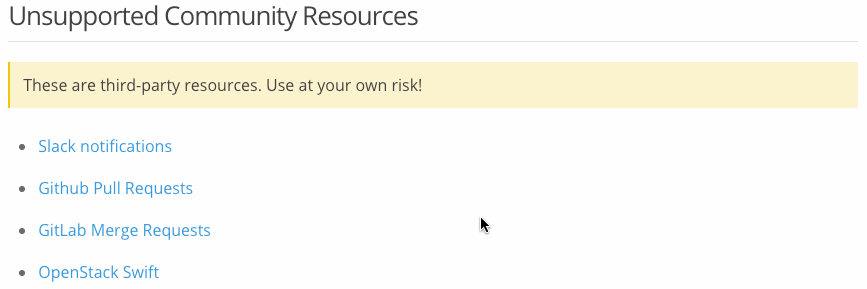 Unsupported Community Resources
These are third-party resources. Use at your own risk!
Slack notifications
Github Pull Requests
GitLab Merge Requests
OpenStack Swift